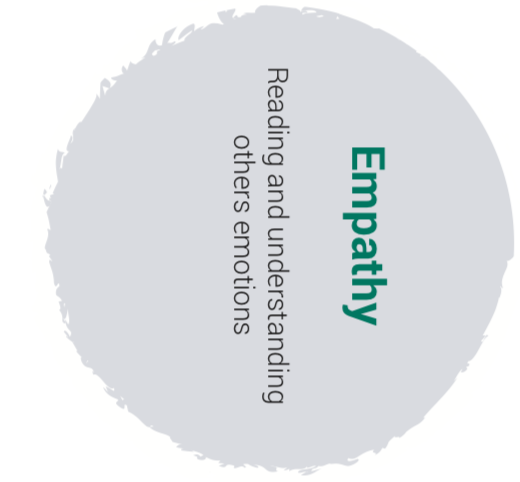 Empathy
Reading and understanding
others emotions